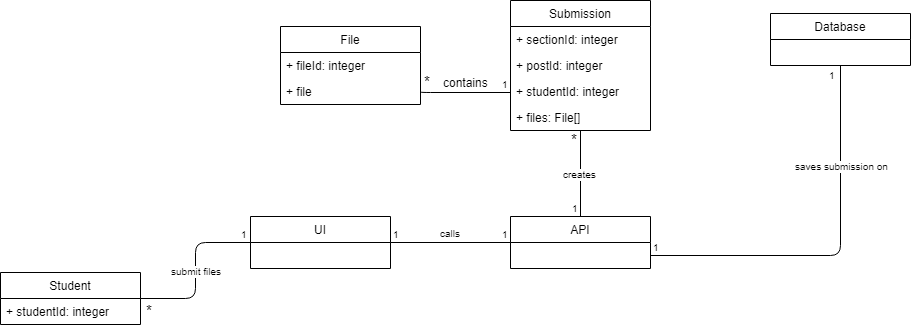 Submission
+ sectionId: integer
+ postId: integer
+ studentId: integer
+ files: File[]
File
+ fileId: integer
+ file
* contains 1
Database
1
saves submission on
*
creates
1
UI
1
1 calls 1
API
1
submit files
Student
+ studentId: integer
*